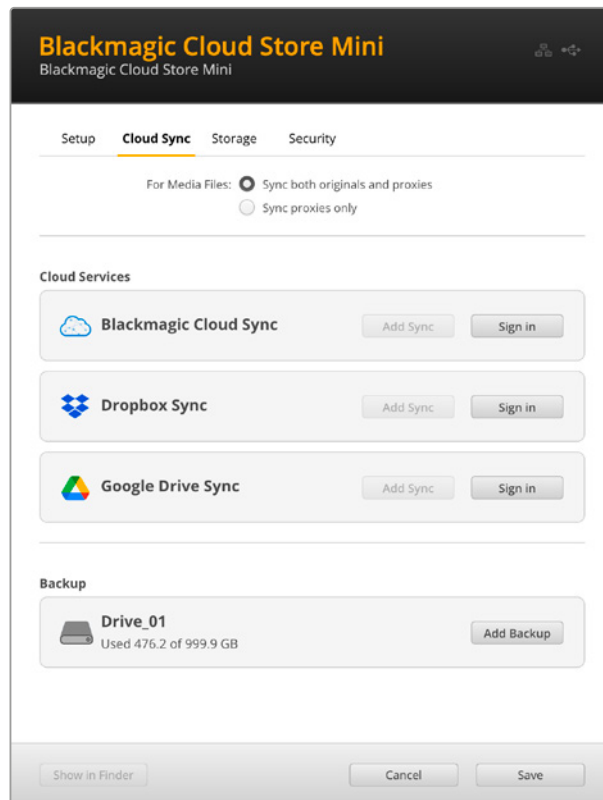 Blackmagic Cloud Store Mini
Blackmagic Cloud Store Mini
Setup Cloud Sync Storage Security
For Media Files: Sync both originals and proxies
Sync proxies only
Cloud Services
Blackmagic Cloud Sync Add Sync Sign in
Dropbox Sync Add Sync Sign in
Google Drive Sync Add Sync Sign in
Backup
Drive_01
Used 476.2 of 999.9 GB
Add Backup
Show in Finder Cancel Save